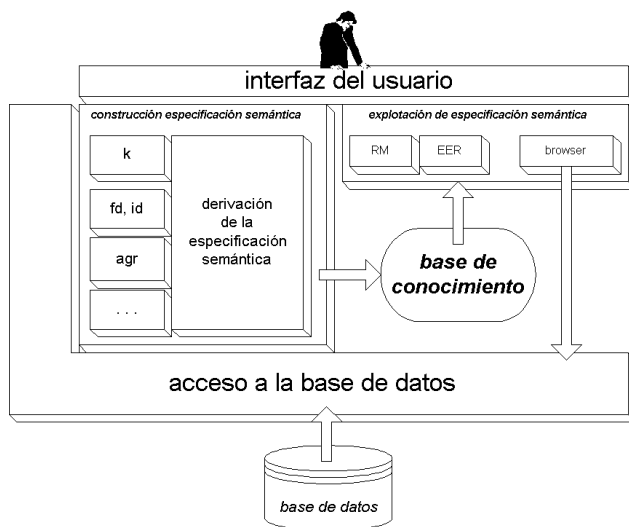 interfaz del usuario
construcción especificación semántica
explotación de especificación semántica
k
fd, id
agr
. . .
derivación
de la
especificación
semántica
RM
EER
browser
base de
conocimiento
acceso a la base de datos
base de datos